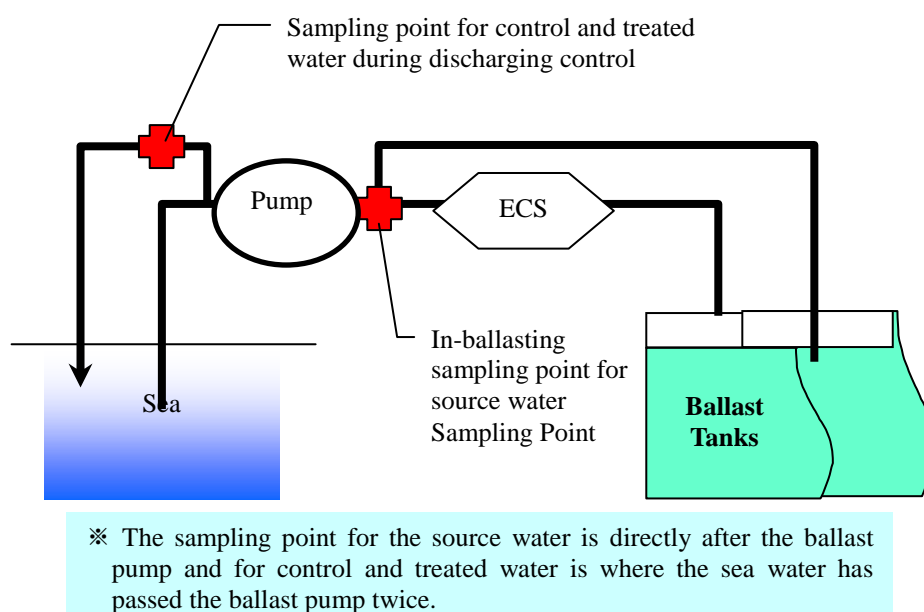 Sampling point for control and treated
water during discharging control
Pump
ECS
In-ballasting
sampling point for
source water
Sampling Point
Sea
Ballast
Tanks
※ The sampling point for the source water is directly after the ballast
pump and for control and treated water is where the sea water has
passed the ballast pump twice.